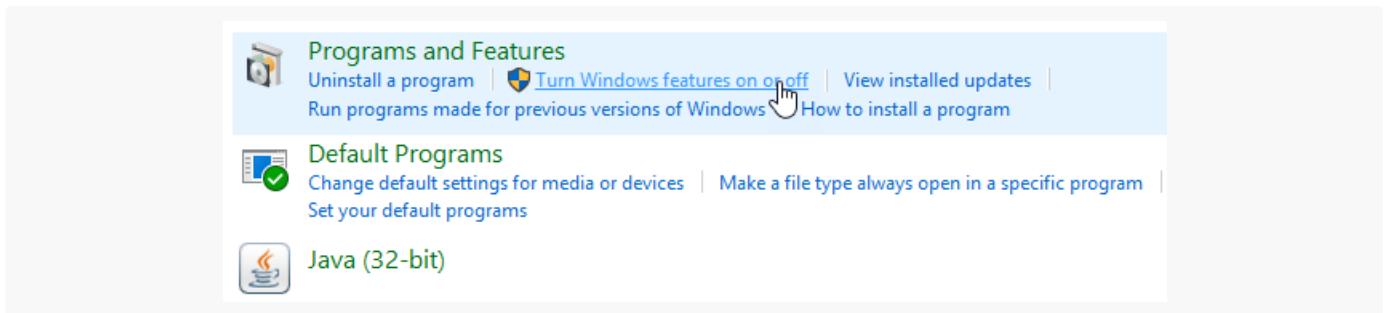 Programs and Features
Uninstall a program Turn Windows features on or off View installed updates
Run programs made for previous versions of Windows How to install a program
Default Programs
Change default settings for media or devices Make a file type always open in a specific program
Set your default programs
Java (32-bit)